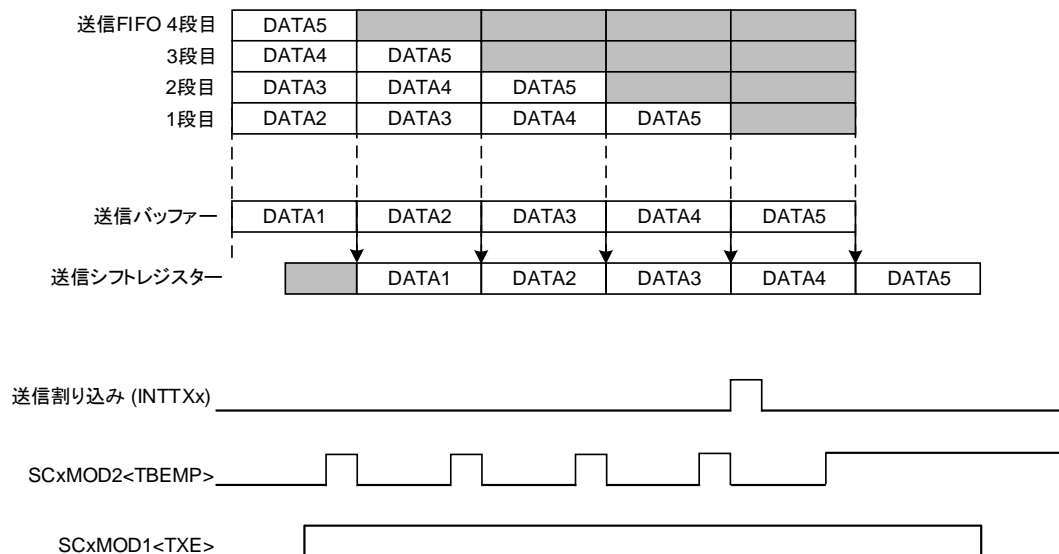 送信FIFO 4段目 DATA5
3段目 DATA4 DATA5
2段目 DATA3 DATA4 DATA5
1段目 DATA2 DATA3 DATA4 DATA5
送信バッファー DATA1 DATA2 DATA3 DATA4 DATA5
送信シフトレジスター DATA1 DATA2 DATA3 DATA4 DATA5
送信割り込み (INTTXx)
SCxMOD2<TBEMP>
SCxMOD1<TXE>